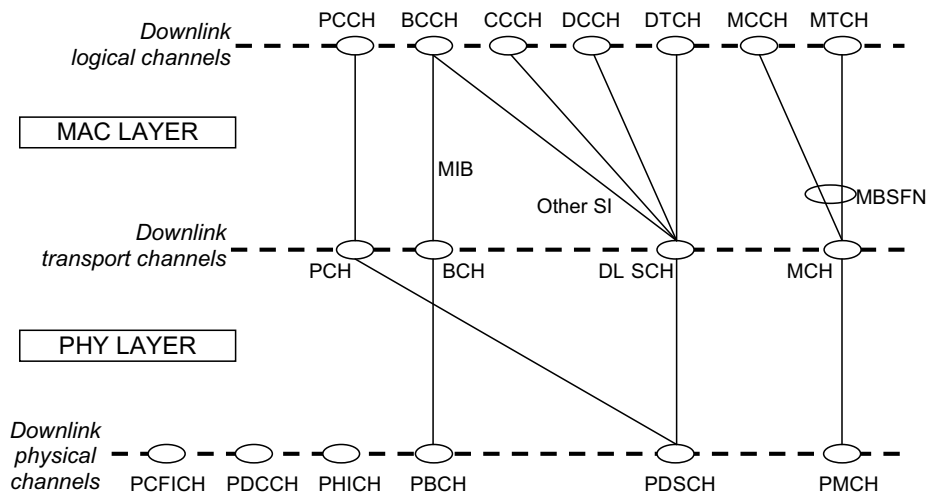 PCCH BCCH CCCH DCCH DTCH MCCH MTCH
Downlink
logical channels
MAC LAYER
MIB
MBSFN
Other SI
Downlink
transport channels
PCH BCH DL SCH MCH
PHY LAYER
Downlink
physical
channels
PCFICH PDCCH PHICH PBCH PDSCH PMCH